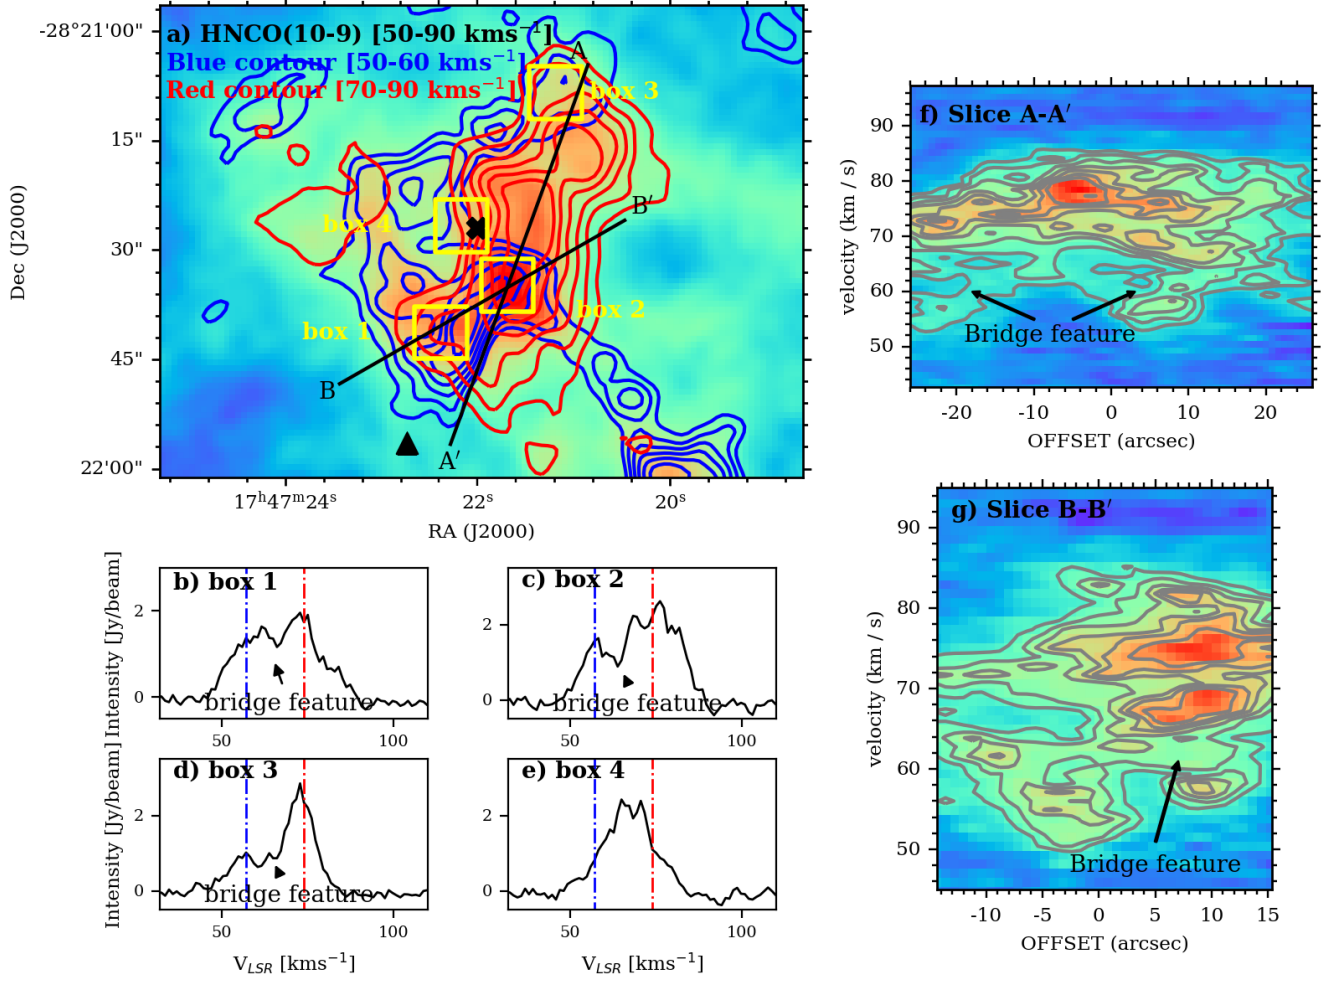 a) HNCO(10-9) [50-90 kms⁻¹]
Blue contour [50-60 kms⁻¹]
Red contour [70-90 kms⁻¹]
A
box 3
box 4
B′
box 2
box 1
B
A′
-28°21′00″
15″
30″
45″
22′00″
Dec (J2000)
17ʰ47ᵐ24ˢ
22ˢ
20ˢ
RA (J2000)
b) box 1
bridge feature
2
0
50
100
Intensity [Jy/beam]
c) box 2
bridge feature
2
0
50
100
d) box 3
bridge feature
2
0
50
100
Intensity [Jy/beam]
V_LSR [kms⁻¹]
e) box 4
2
0
50
100
V_LSR [kms⁻¹]
f) Slice A-A′
Bridge feature
90
80
70
60
50
velocity (km / s)
-20
-10
0
10
20
OFFSET (arcsec)
g) Slice B-B′
Bridge feature
90
80
70
60
50
velocity (km / s)
-10
-5
0
5
10
15
OFFSET (arcsec)